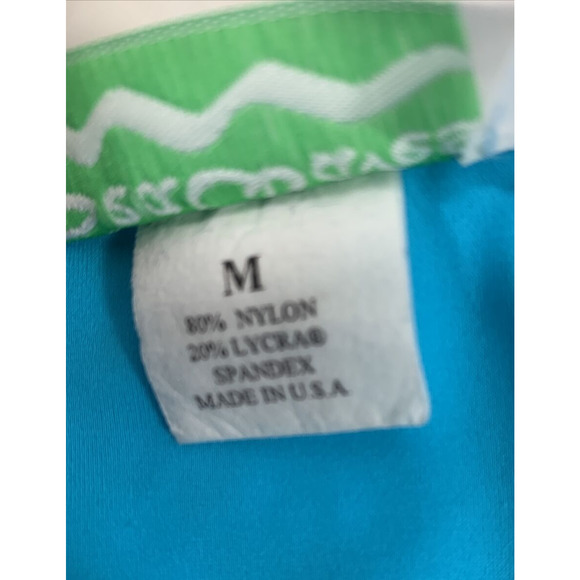 M
80% NYLON
20% LYCRA®
SPANDEX
MADE IN U.S.A.